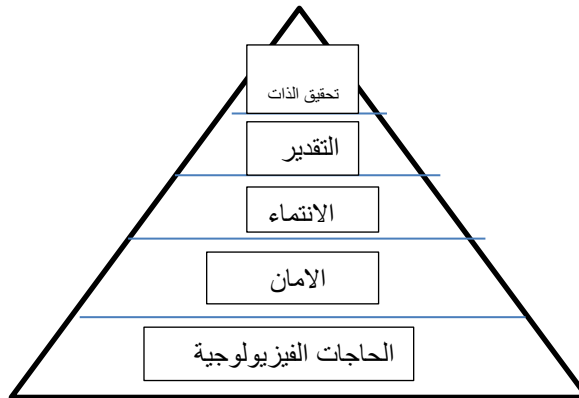 تحقيق الذات
التقدير
الانتماء
الامان
الحاجات الفيزيولوجية